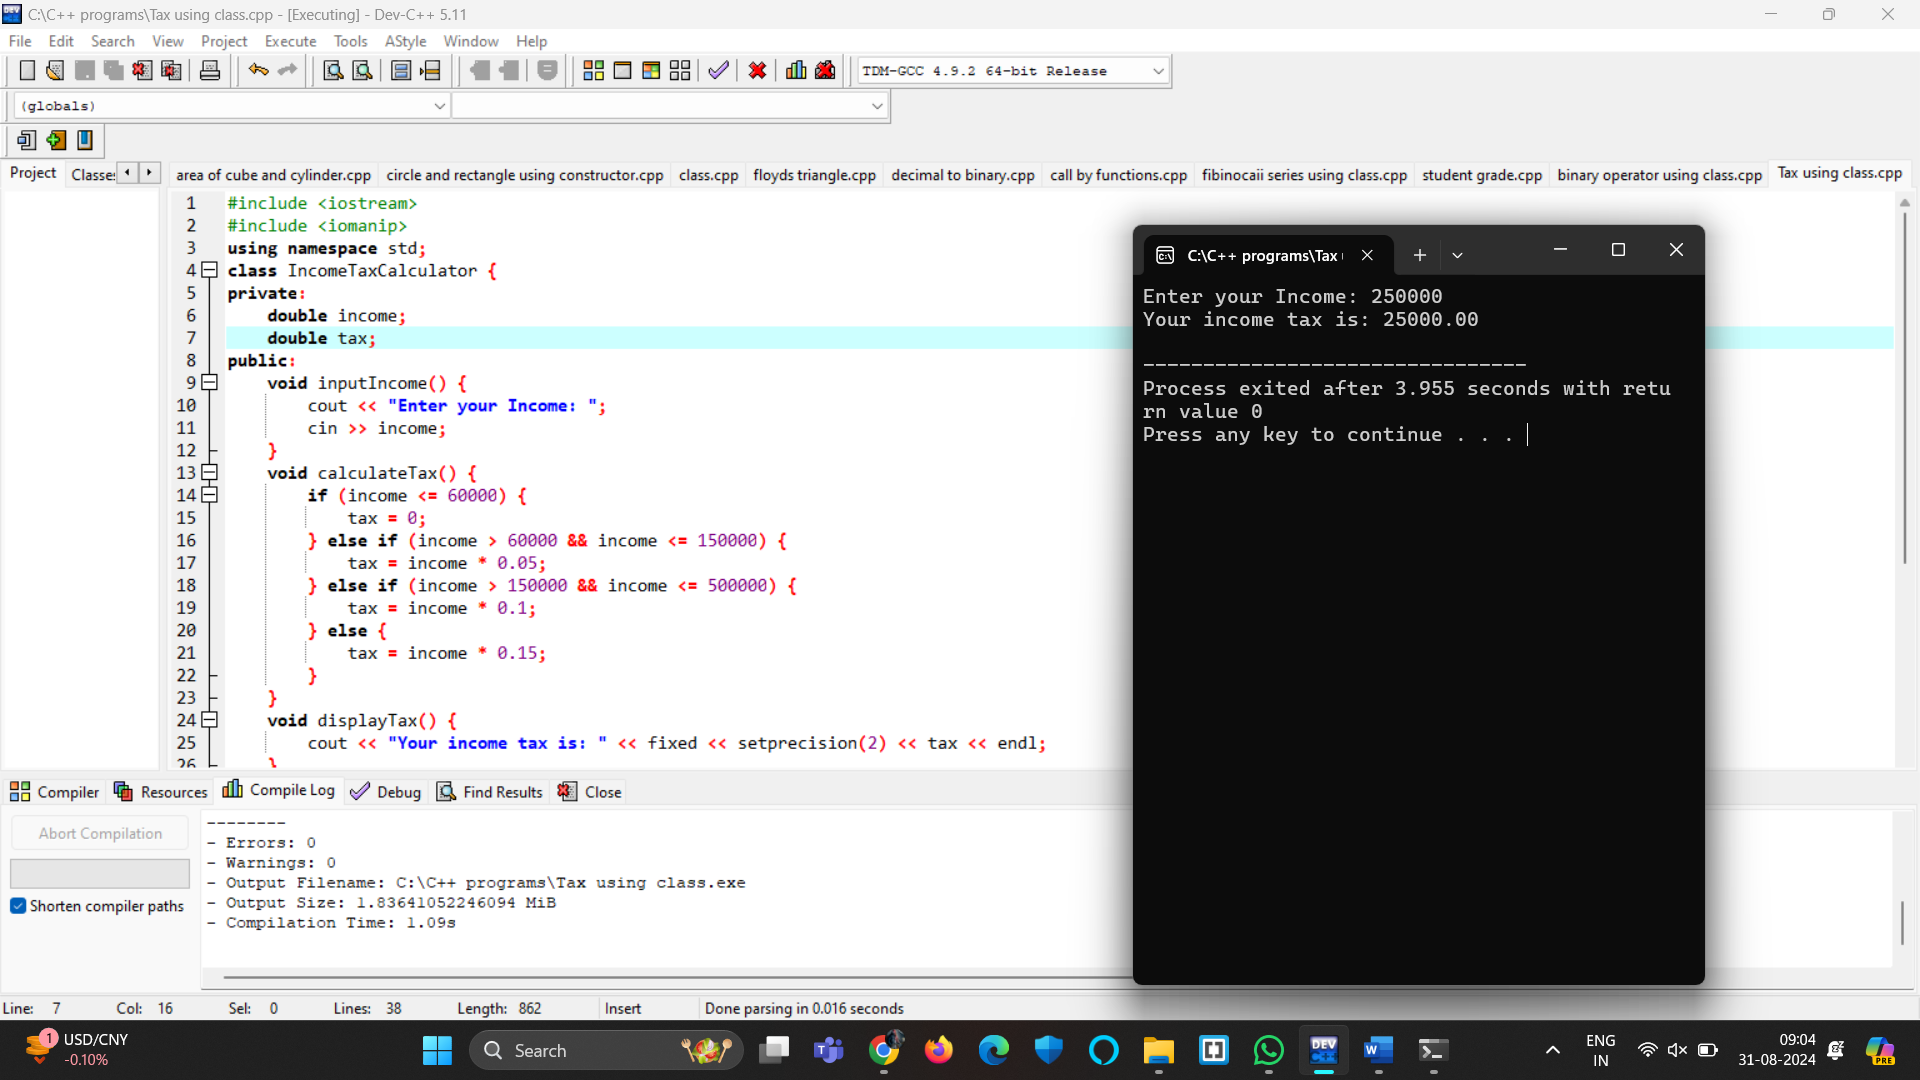 C:\C++ programs\Tax using class.cpp - [Executing] - Dev-C++ 5.11
File Edit Search View Project Execute Tools AStyle Window Help
TDM-GCC 4.9.2 64-bit Release
(globals)
Project Classes
area of cube and cylinder.cpp circle and rectangle using constructor.cpp class.cpp floyds triangle.cpp decimal to binary.cpp call by functions.cpp fibinocaii series using class.cpp student grade.cpp binary operator using class.cpp Tax using class.cpp
1 #include <iostream>
2 #include <iomanip>
3 using namespace std;
4 class IncomeTaxCalculator {
5 private:
6 double income;
7 double tax;
8 public:
9 void inputIncome() {
10 cout << "Enter your Income: ";
11 cin >> income;
12 }
13 void calculateTax() {
14 if (income <= 60000) {
15 tax = 0;
16 } else if (income > 60000 && income <= 150000) {
17 tax = income * 0.05;
18 } else if (income > 150000 && income <= 500000) {
19 tax = income * 0.1;
20 } else {
21 tax = income * 0.15;
22 }
23 }
24 void displayTax() {
25 cout << "Your income tax is: " << fixed << setprecision(2) << tax << endl;
26 }
C:\C++ programs\Tax
Enter your Income: 250000
Your income tax is: 25000.00
--------------------------------
Process exited after 3.955 seconds with retu
rn value 0
Press any key to continue . . .
Compiler Resources Compile Log Debug Find Results Close
Abort Compilation
Shorten compiler paths
--------
- Errors: 0
- Warnings: 0
- Output Filename: C:\C++ programs\Tax using class.exe
- Output Size: 1.83641052246094 MiB
- Compilation Time: 1.09s
Line: 7 Col: 16 Sel: 0 Lines: 38 Length: 862 Insert Done parsing in 0.016 seconds
1
USD/CNY
-0.10%
Search
DEV
W
ENG
IN
09:04
31-08-2024
PRE